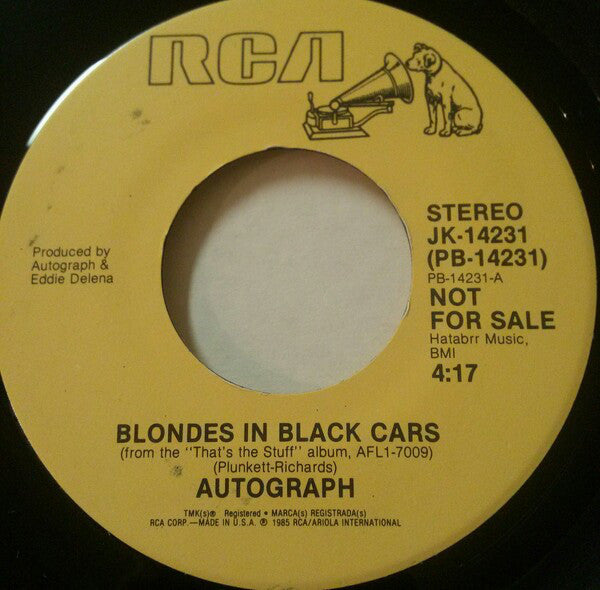 RCA
STEREO
JK-14231
(PB-14231)
PB-14231-A
NOT
FOR SALE
Hatabrr Music,
BMI
4:17
Produced by
Autograph &
Eddie Delena
BLONDES IN BLACK CARS
(from the "That's the Stuff" album, AFL1-7009)
(Plunkett-Richards)
AUTOGRAPH
TMK(s)® Registered • MARCA(s) REGISTRADA(s)
RCA CORP.—MADE IN U.S.A. ℗ 1985 RCA/ARIOLA INTERNATIONAL